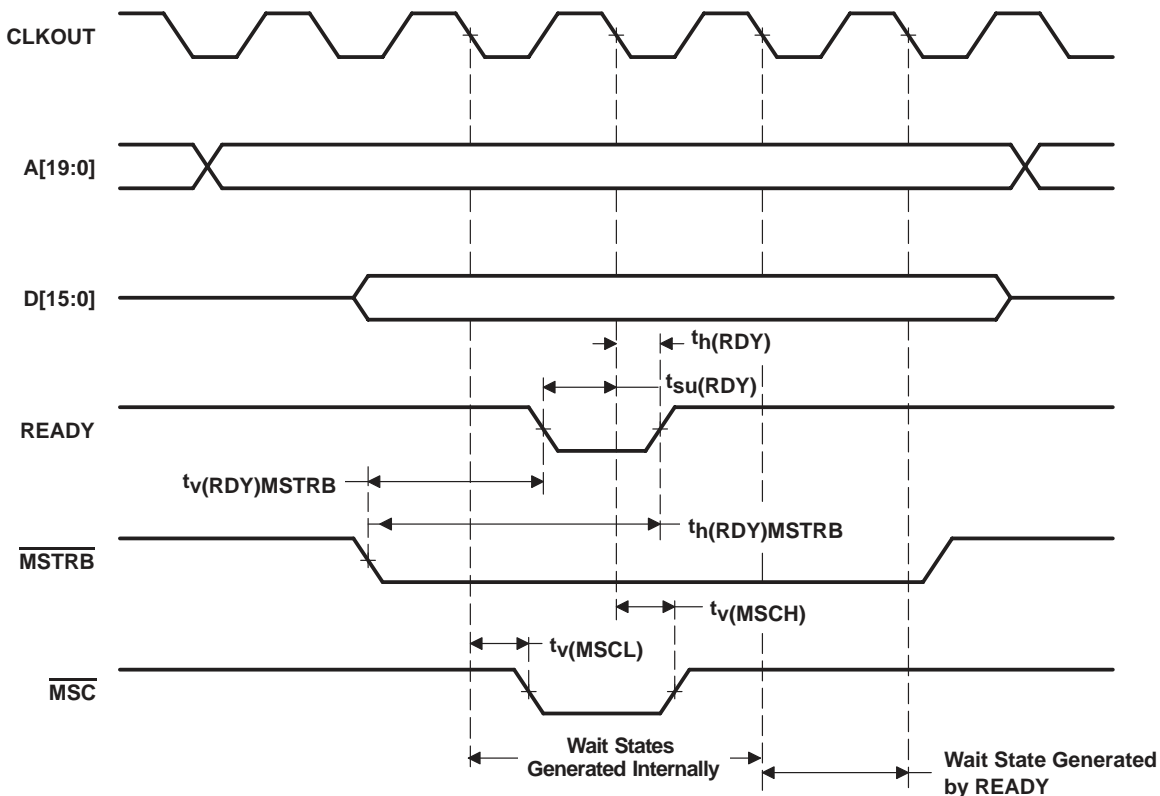 CLKOUT
A[19:0]
D[15:0]
th(RDY)
tsu(RDY)
READY
tv(RDY)MSTRB
th(RDY)MSTRB
MSTRB
tv(MSCH)
tv(MSCL)
MSC
Wait States
Generated Internally
Wait State Generated
by READY